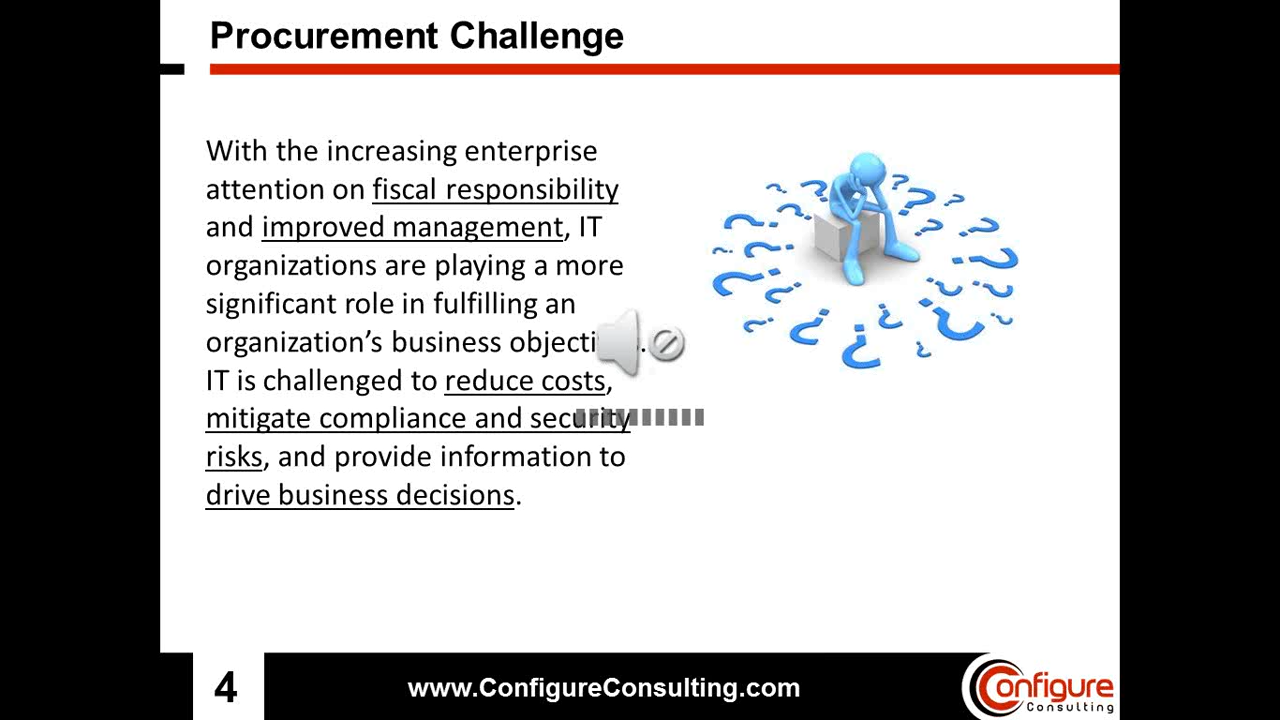 Procurement Challenge
With the increasing enterprise
attention on fiscal responsibility
and improved management, IT
organizations are playing a more
significant role in fulfilling an
organization’s business
IT is challenged to reduce costs,
mitigate compliance and security
risks, and provide information to
drive business decisions.
4
www.ConfigureConsulting.com
Configure
Consulting